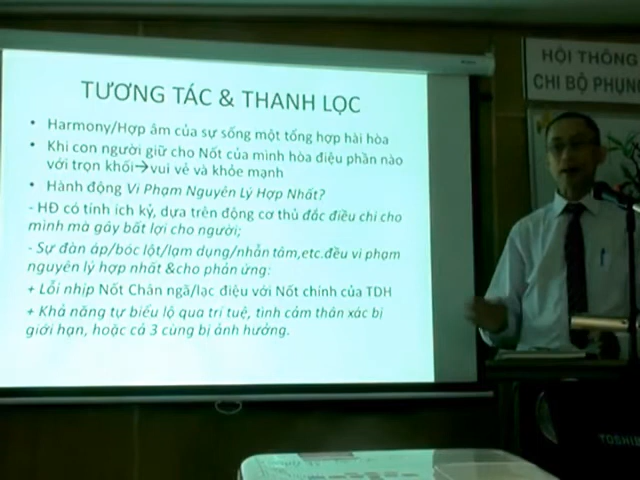 TƯƠNG TÁC & THANH LỌC
• Harmony/Hợp âm của sự sống một tổng hợp hài hòa
• Khi con người giữ cho Nốt của mình hòa điệu phần nào
với trọn khối→vui vẻ và khỏe mạnh
• Hành động Vi Phạm Nguyên Lý Hợp Nhất?
- HĐ có tính ích kỷ, dựa trên động cơ thủ đắc điều chi cho
mình mà gây bất lợi cho người;
- Sự đàn áp/bóc lột/lạm dụng/nhẫn tâm,etc.đều vi phạm
nguyên lý hợp nhất &cho phản ứng:
+ Lỗi nhịp Nốt Chân ngã/lạc điệu với Nốt chính của TDH
+ Khả năng tự biểu lộ qua trí tuệ, tình cảm thân xác bị
giới hạn, hoặc cả 3 cùng bị ảnh hưởng.
HỘI THÔNG
CHI BỘ PHỤNG
TOSHIB